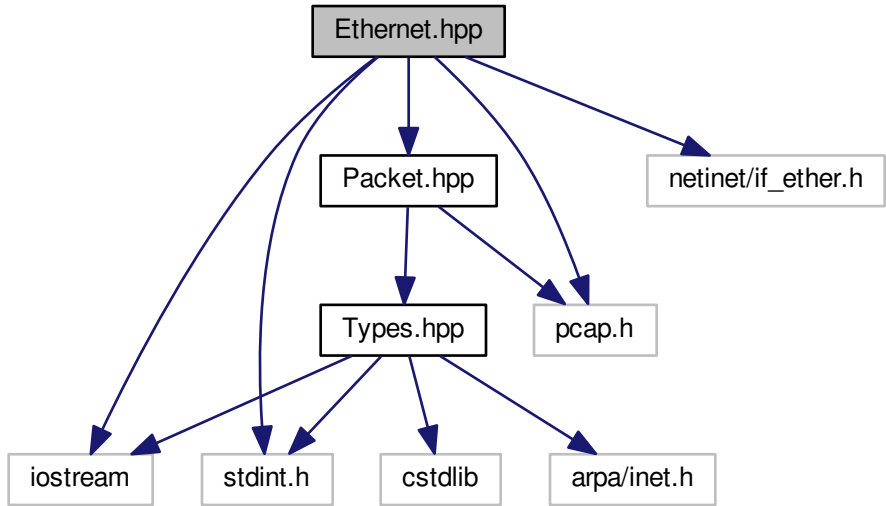 Ethernet.hpp
Packet.hpp
netinet/if_ether.h
Types.hpp
pcap.h
iostream
stdint.h
cstdlib
arpa/inet.h